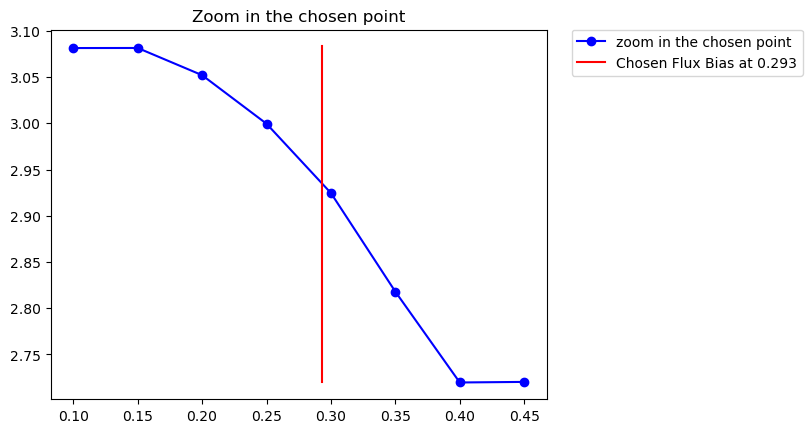 Zoom in the chosen point
3.10
3.05
3.00
2.95
2.90
2.85
2.80
2.75
0.10 0.15 0.20 0.25 0.30 0.35 0.40 0.45
zoom in the chosen point
Chosen Flux Bias at 0.293